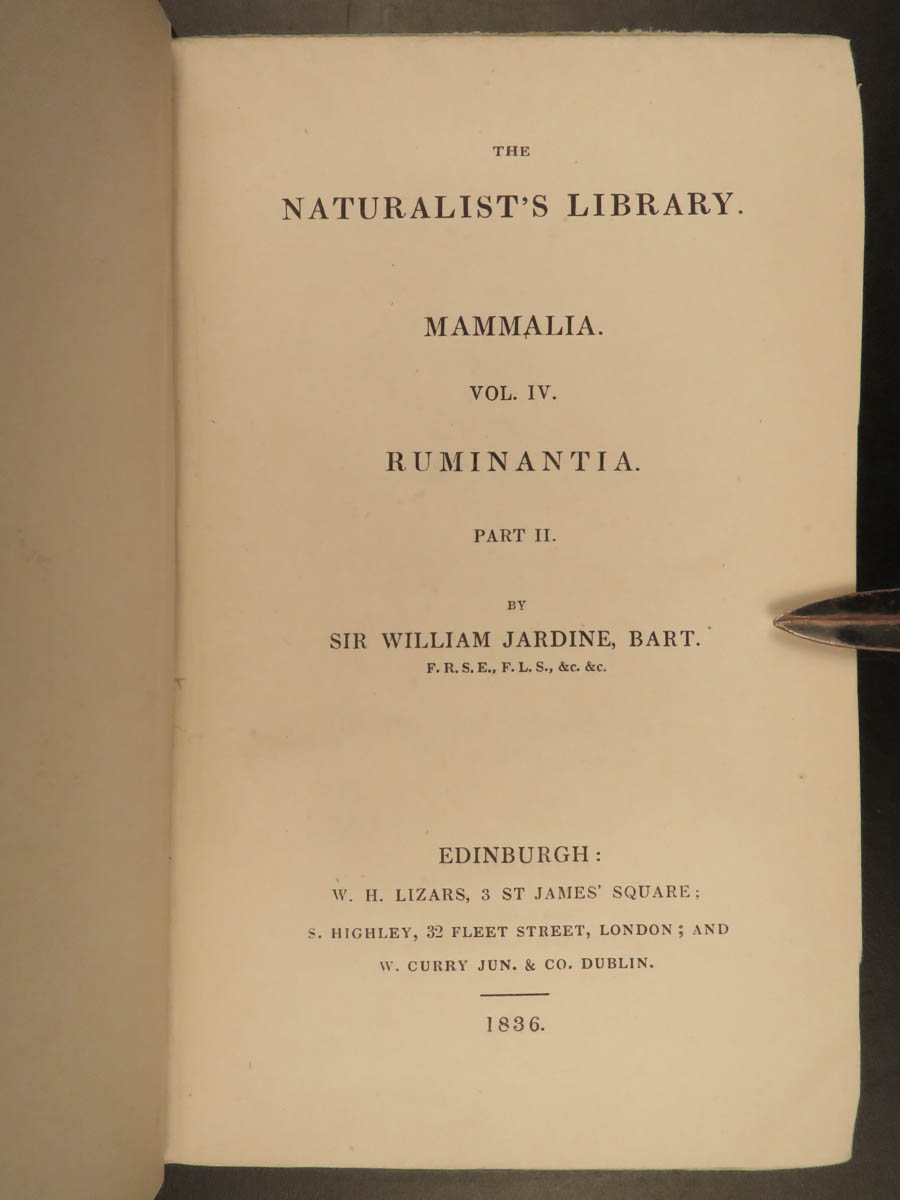 THE
NATURALIST'S LIBRARY.
MAMMALIA.
VOL. IV.
RUMINANTIA.
PART II.
BY
SIR WILLIAM JARDINE, BART.
F. R. S. E., F. L. S., &c. &c.
EDINBURGH:
W. H. LIZARS, 3 ST JAMES' SQUARE;
S. HIGHLEY, 32 FLEET STREET, LONDON; AND
W. CURRY JUN. & CO. DUBLIN.
1836.